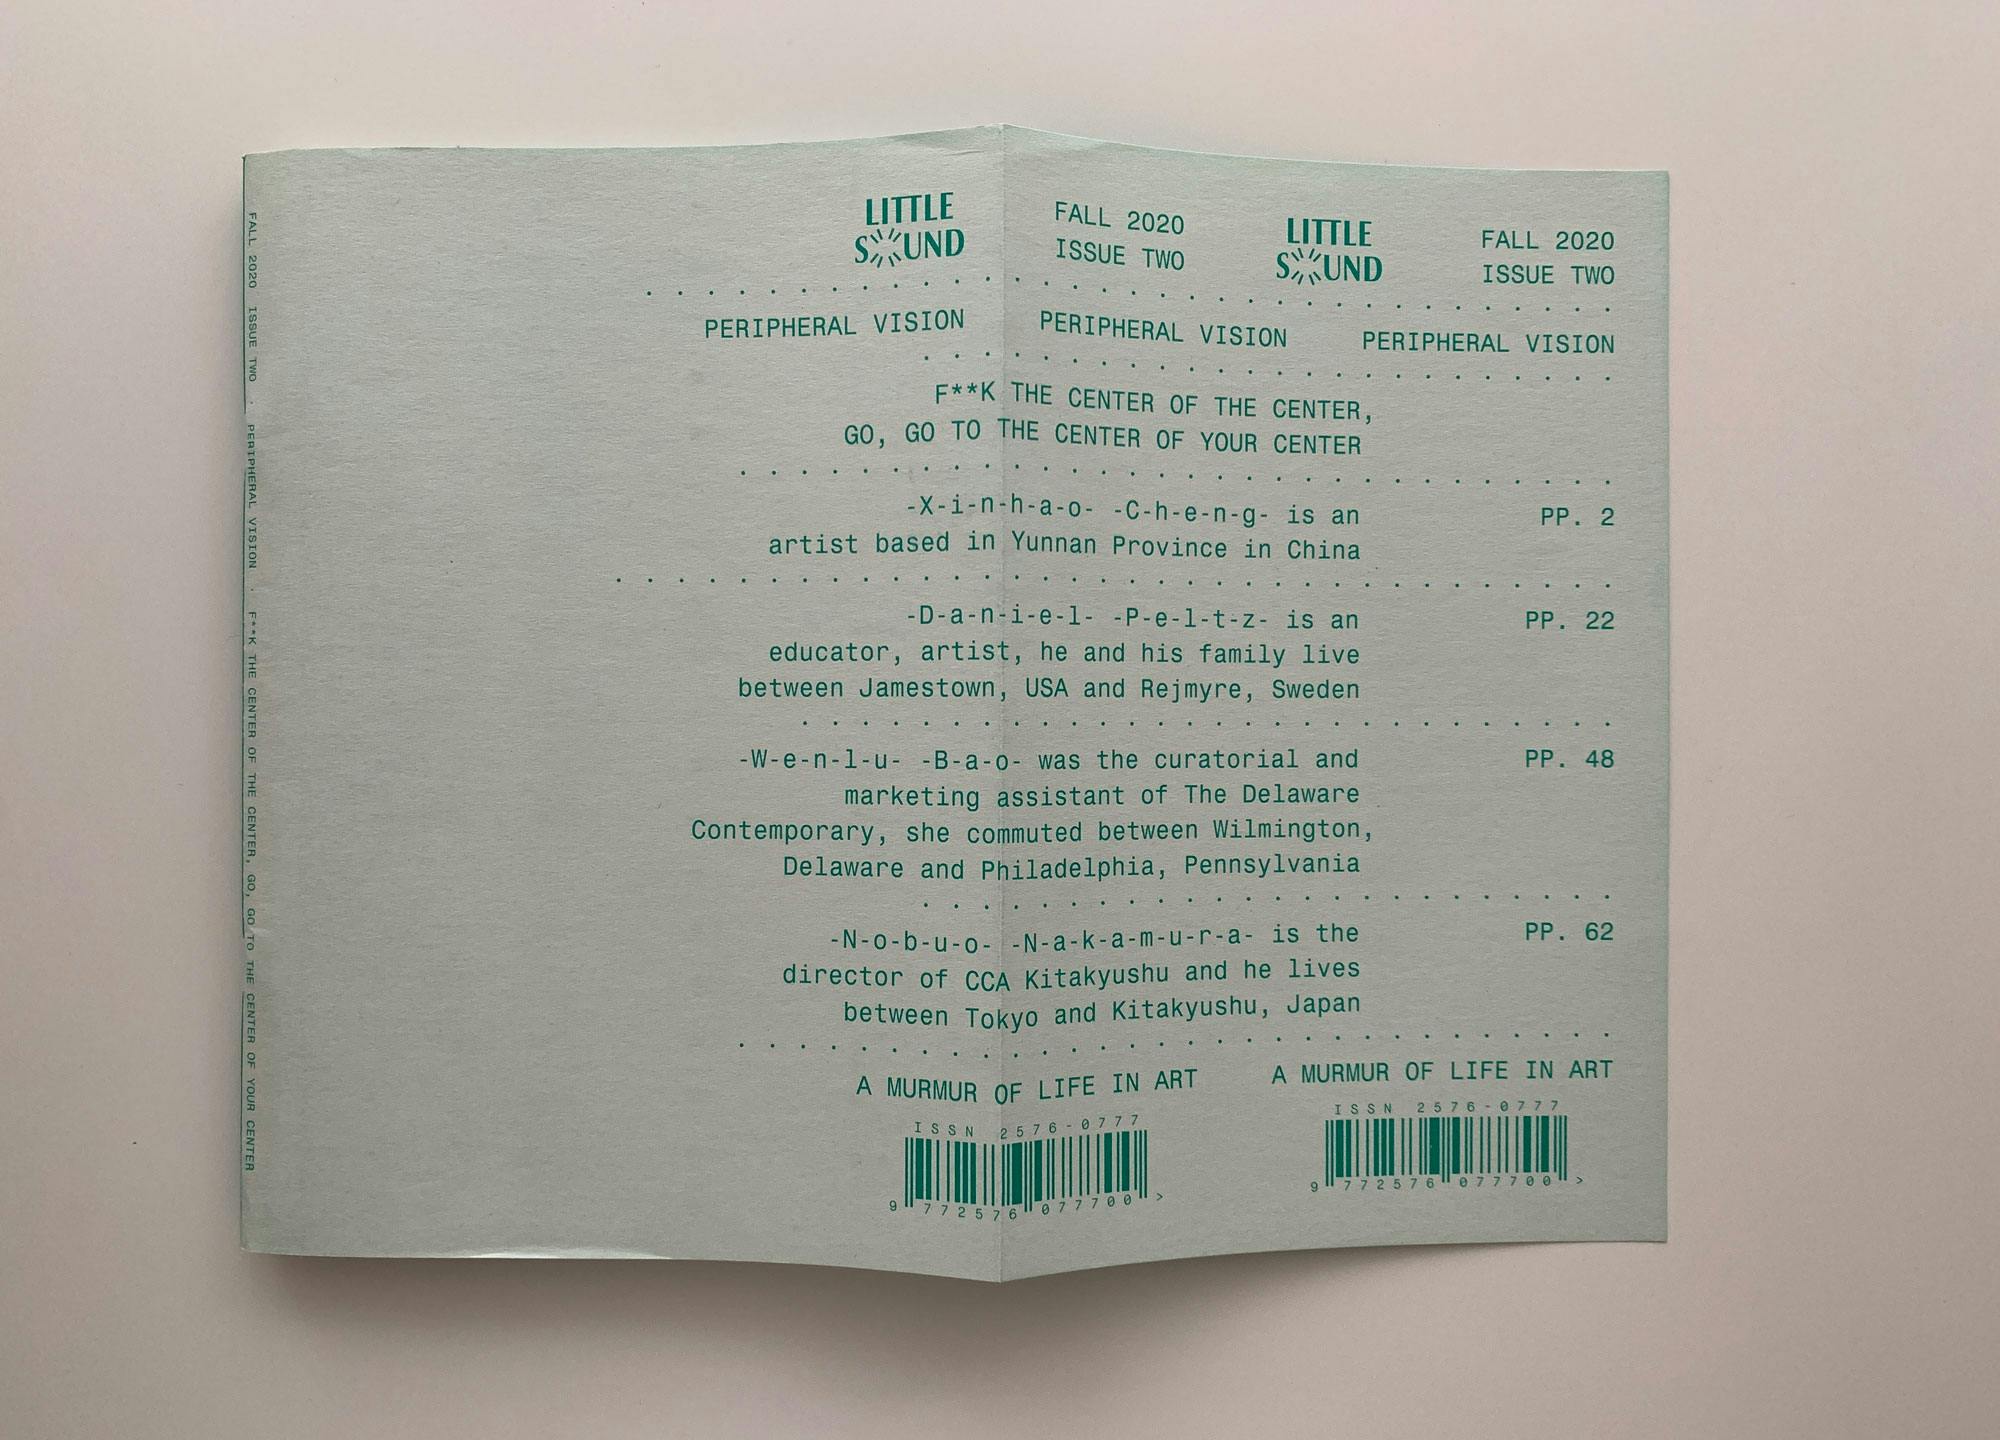 FALL 2020 ISSUE TWO · PERIPHERAL VISION · F**K THE CENTER OF THE CENTER, GO, GO TO THE CENTER OF YOUR CENTER
LITTLE SOUND
FALL 2020
ISSUE TWO
LITTLE SOUND
FALL 2020
ISSUE TWO
PERIPHERAL VISION PERIPHERAL VISION PERIPHERAL VISION
F**K THE CENTER OF THE CENTER,
GO, GO TO THE CENTER OF YOUR CENTER
-X-i-n-h-a-o- -C-h-e-n-g- is an PP. 2
artist based in Yunnan Province in China
-D-a-n-i-e-l- -P-e-l-t-z- is an PP. 22
educator, artist, he and his family live
between Jamestown, USA and Rejmyre, Sweden
-W-e-n-l-u- -B-a-o- was the curatorial and PP. 48
marketing assistant of The Delaware
Contemporary, she commuted between Wilmington,
Delaware and Philadelphia, Pennsylvania
-N-o-b-u-o- -N-a-k-a-m-u-r-a- is the PP. 62
director of CCA Kitakyushu and he lives
between Tokyo and Kitakyushu, Japan
A MURMUR OF LIFE IN ART A MURMUR OF LIFE IN ART
ISSN 2576-0777
9 772576 077700 >
ISSN 2576-0777
9 772576 077700 >